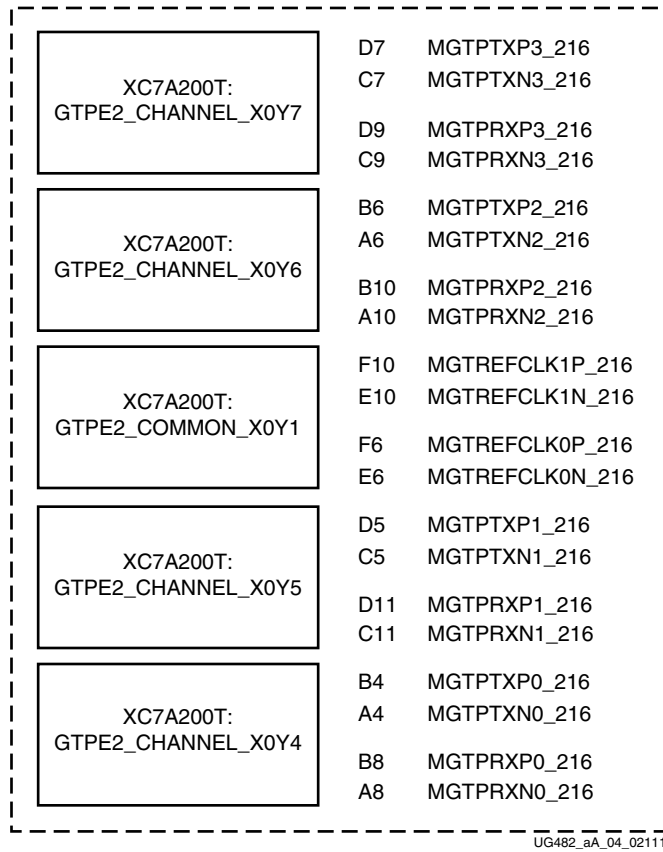 XC7A200T:
GTPE2_CHANNEL_X0Y7
D7 MGTPTXP3_216
C7 MGTPTXN3_216
D9 MGTPRXP3_216
C9 MGTPRXN3_216
XC7A200T:
GTPE2_CHANNEL_X0Y6
B6 MGTPTXP2_216
A6 MGTPTXN2_216
B10 MGTPRXP2_216
A10 MGTPRXN2_216
XC7A200T:
GTPE2_COMMON_X0Y1
F10 MGTREFCLK1P_216
E10 MGTREFCLK1N_216
F6 MGTREFCLK0P_216
E6 MGTREFCLK0N_216
XC7A200T:
GTPE2_CHANNEL_X0Y5
D5 MGTPTXP1_216
C5 MGTPTXN1_216
D11 MGTPRXP1_216
C11 MGTPRXN1_216
XC7A200T:
GTPE2_CHANNEL_X0Y4
B4 MGTPTXP0_216
A4 MGTPTXN0_216
B8 MGTPRXP0_216
A8 MGTPRXN0_216
UG482_aA_04_02111